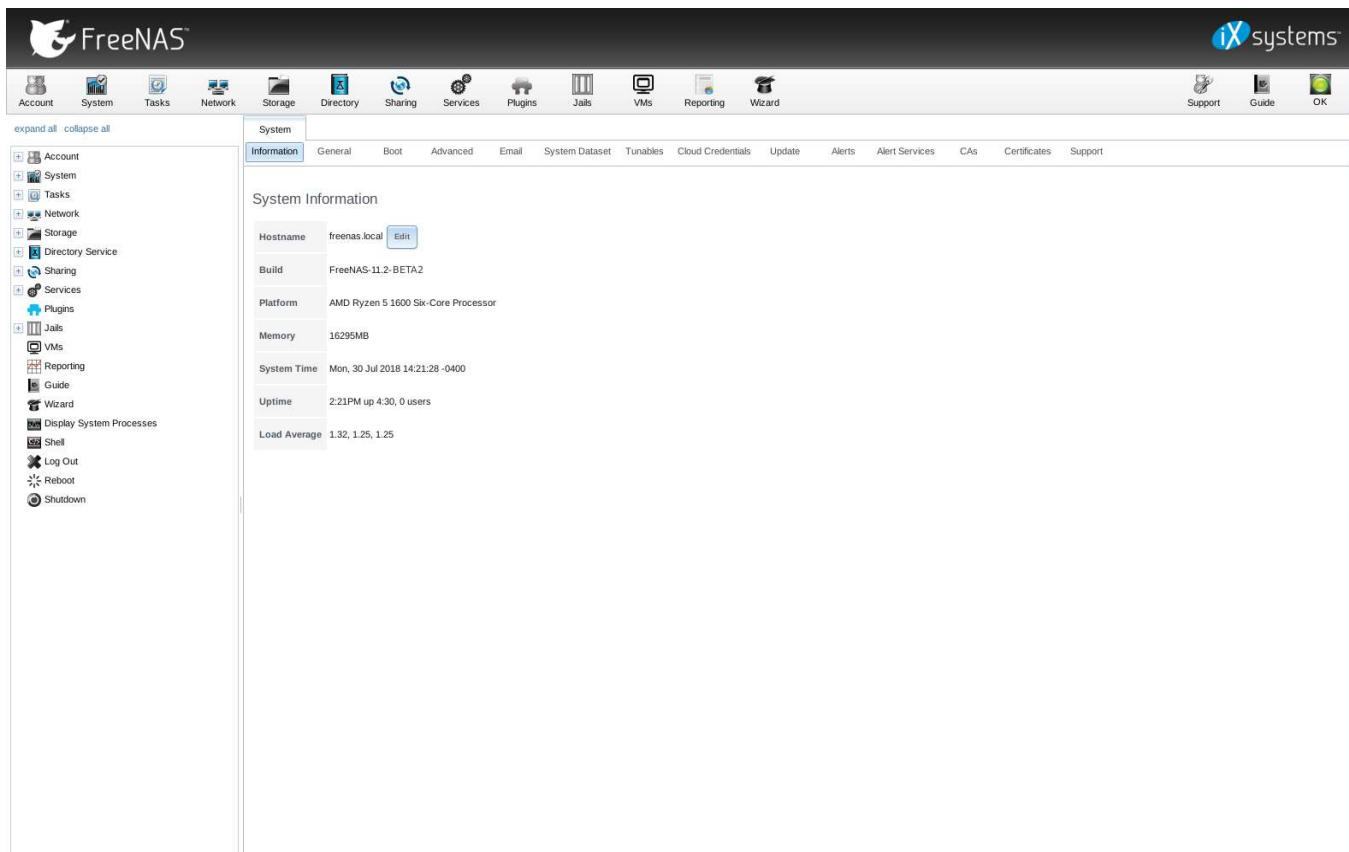 FreeNAS™
iXsystems™
Account System Tasks Network Storage Directory Sharing Services Plugins Jails VMs Reporting Wizard Support Guide OK
expand all collapse all
System
Information General Boot Advanced Email System Dataset Tunables Cloud Credentials Update Alerts Alert Services CAs Certificates Support
Account
System
Tasks
Network
Storage
Directory Service
Sharing
Services
Plugins
Jails
VMs
Reporting
Guide
Wizard
Display System Processes
Shell
Log Out
Reboot
Shutdown
System Information
Hostname freenas.local Edit
Build FreeNAS-11.2-BETA2
Platform AMD Ryzen 5 1600 Six-Core Processor
Memory 16295MB
System Time Mon, 30 Jul 2018 14:21:28 -0400
Uptime 2:21PM up 4:30, 0 users
Load Average 1.32, 1.25, 1.25